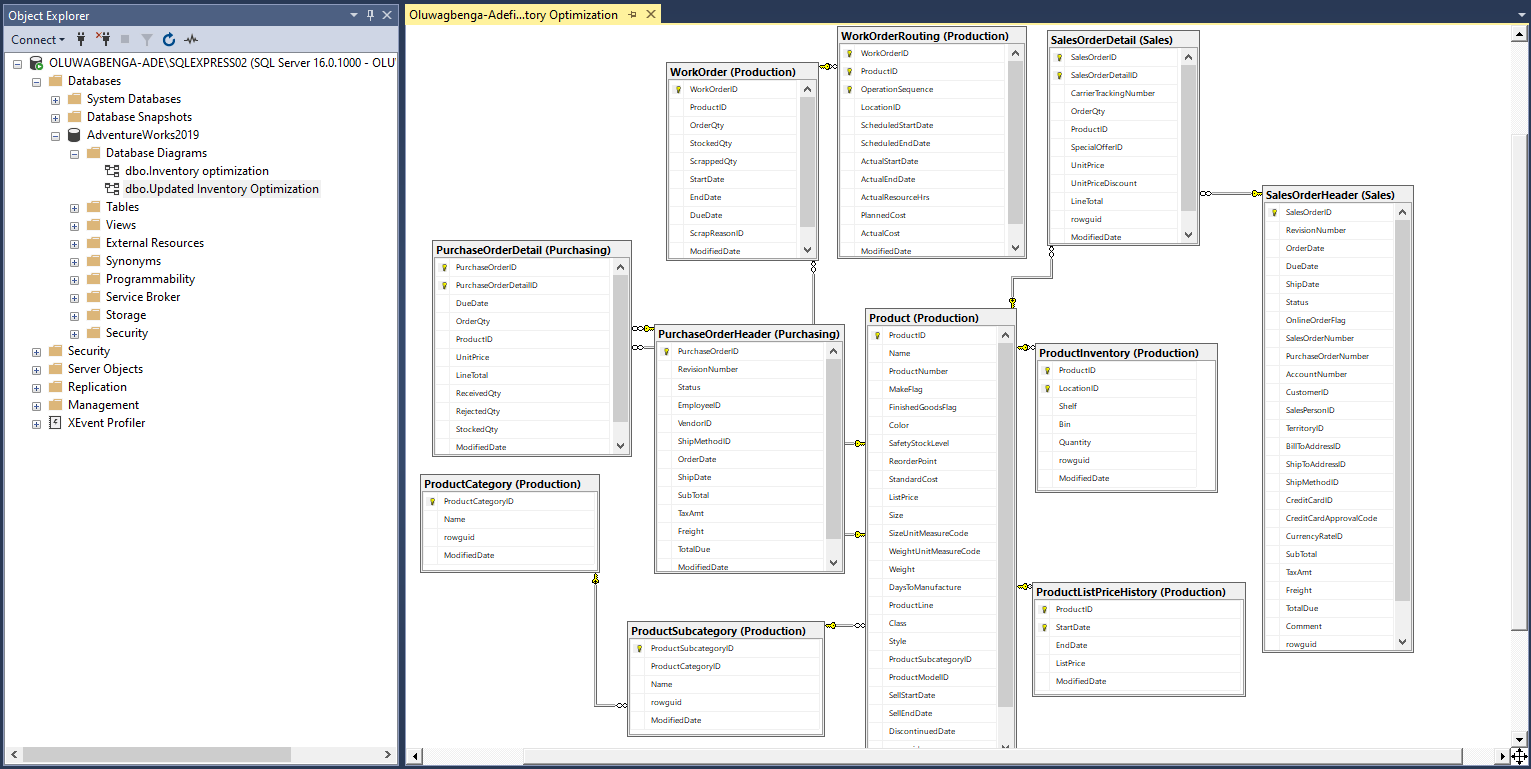 Object Explorer
Connect
OLUWAGBENGA-ADE\SQLEXPRESS02 (SQL Server 16.0.1000 - OLU
Databases
System Databases
Database Snapshots
AdventureWorks2019
Database Diagrams
dbo.Inventory optimization
dbo.Updated Inventory Optimization
Tables
Views
External Resources
Synonyms
Programmability
Service Broker
Storage
Security
Security
Server Objects
Replication
Management
XEvent Profiler
Oluwagbenga-Adefi...tory Optimization
WorkOrder (Production)
WorkOrderID
ProductID
OrderQty
StockedQty
ScrappedQty
StartDate
EndDate
DueDate
ScrapReasonID
ModifiedDate
WorkOrderRouting (Production)
WorkOrderID
ProductID
OperationSequence
LocationID
ScheduledStartDate
ScheduledEndDate
ActualStartDate
ActualEndDate
ActualResourceHrs
PlannedCost
ActualCost
ModifiedDate
SalesOrderDetail (Sales)
SalesOrderID
SalesOrderDetailID
CarrierTrackingNumber
OrderQty
ProductID
SpecialOfferID
UnitPrice
UnitPriceDiscount
LineTotal
rowguid
ModifiedDate
SalesOrderHeader (Sales)
SalesOrderID
RevisionNumber
OrderDate
DueDate
ShipDate
Status
OnlineOrderFlag
SalesOrderNumber
PurchaseOrderNumber
AccountNumber
CustomerID
SalesPersonID
TerritoryID
BillToAddressID
ShipToAddressID
ShipMethodID
CreditCardID
CreditCardApprovalCode
CurrencyRateID
SubTotal
TaxAmt
Freight
TotalDue
Comment
rowguid
PurchaseOrderDetail (Purchasing)
PurchaseOrderID
PurchaseOrderDetailID
DueDate
OrderQty
ProductID
UnitPrice
LineTotal
ReceivedQty
RejectedQty
StockedQty
ModifiedDate
PurchaseOrderHeader (Purchasing)
PurchaseOrderID
RevisionNumber
Status
EmployeeID
VendorID
ShipMethodID
OrderDate
ShipDate
SubTotal
TaxAmt
Freight
TotalDue
ModifiedDate
Product (Production)
ProductID
Name
ProductNumber
MakeFlag
FinishedGoodsFlag
Color
SafetyStockLevel
ReorderPoint
StandardCost
ListPrice
Size
SizeUnitMeasureCode
WeightUnitMeasureCode
Weight
DaysToManufacture
ProductLine
Class
Style
ProductSubcategoryID
ProductModelID
SellStartDate
SellEndDate
DiscontinuedDate
ProductInventory (Production)
ProductID
LocationID
Shelf
Bin
Quantity
rowguid
ModifiedDate
ProductCategory (Production)
ProductCategoryID
Name
rowguid
ModifiedDate
ProductSubcategory (Production)
ProductSubcategoryID
ProductCategoryID
Name
rowguid
ModifiedDate
ProductListPriceHistory (Production)
ProductID
StartDate
EndDate
ListPrice
ModifiedDate